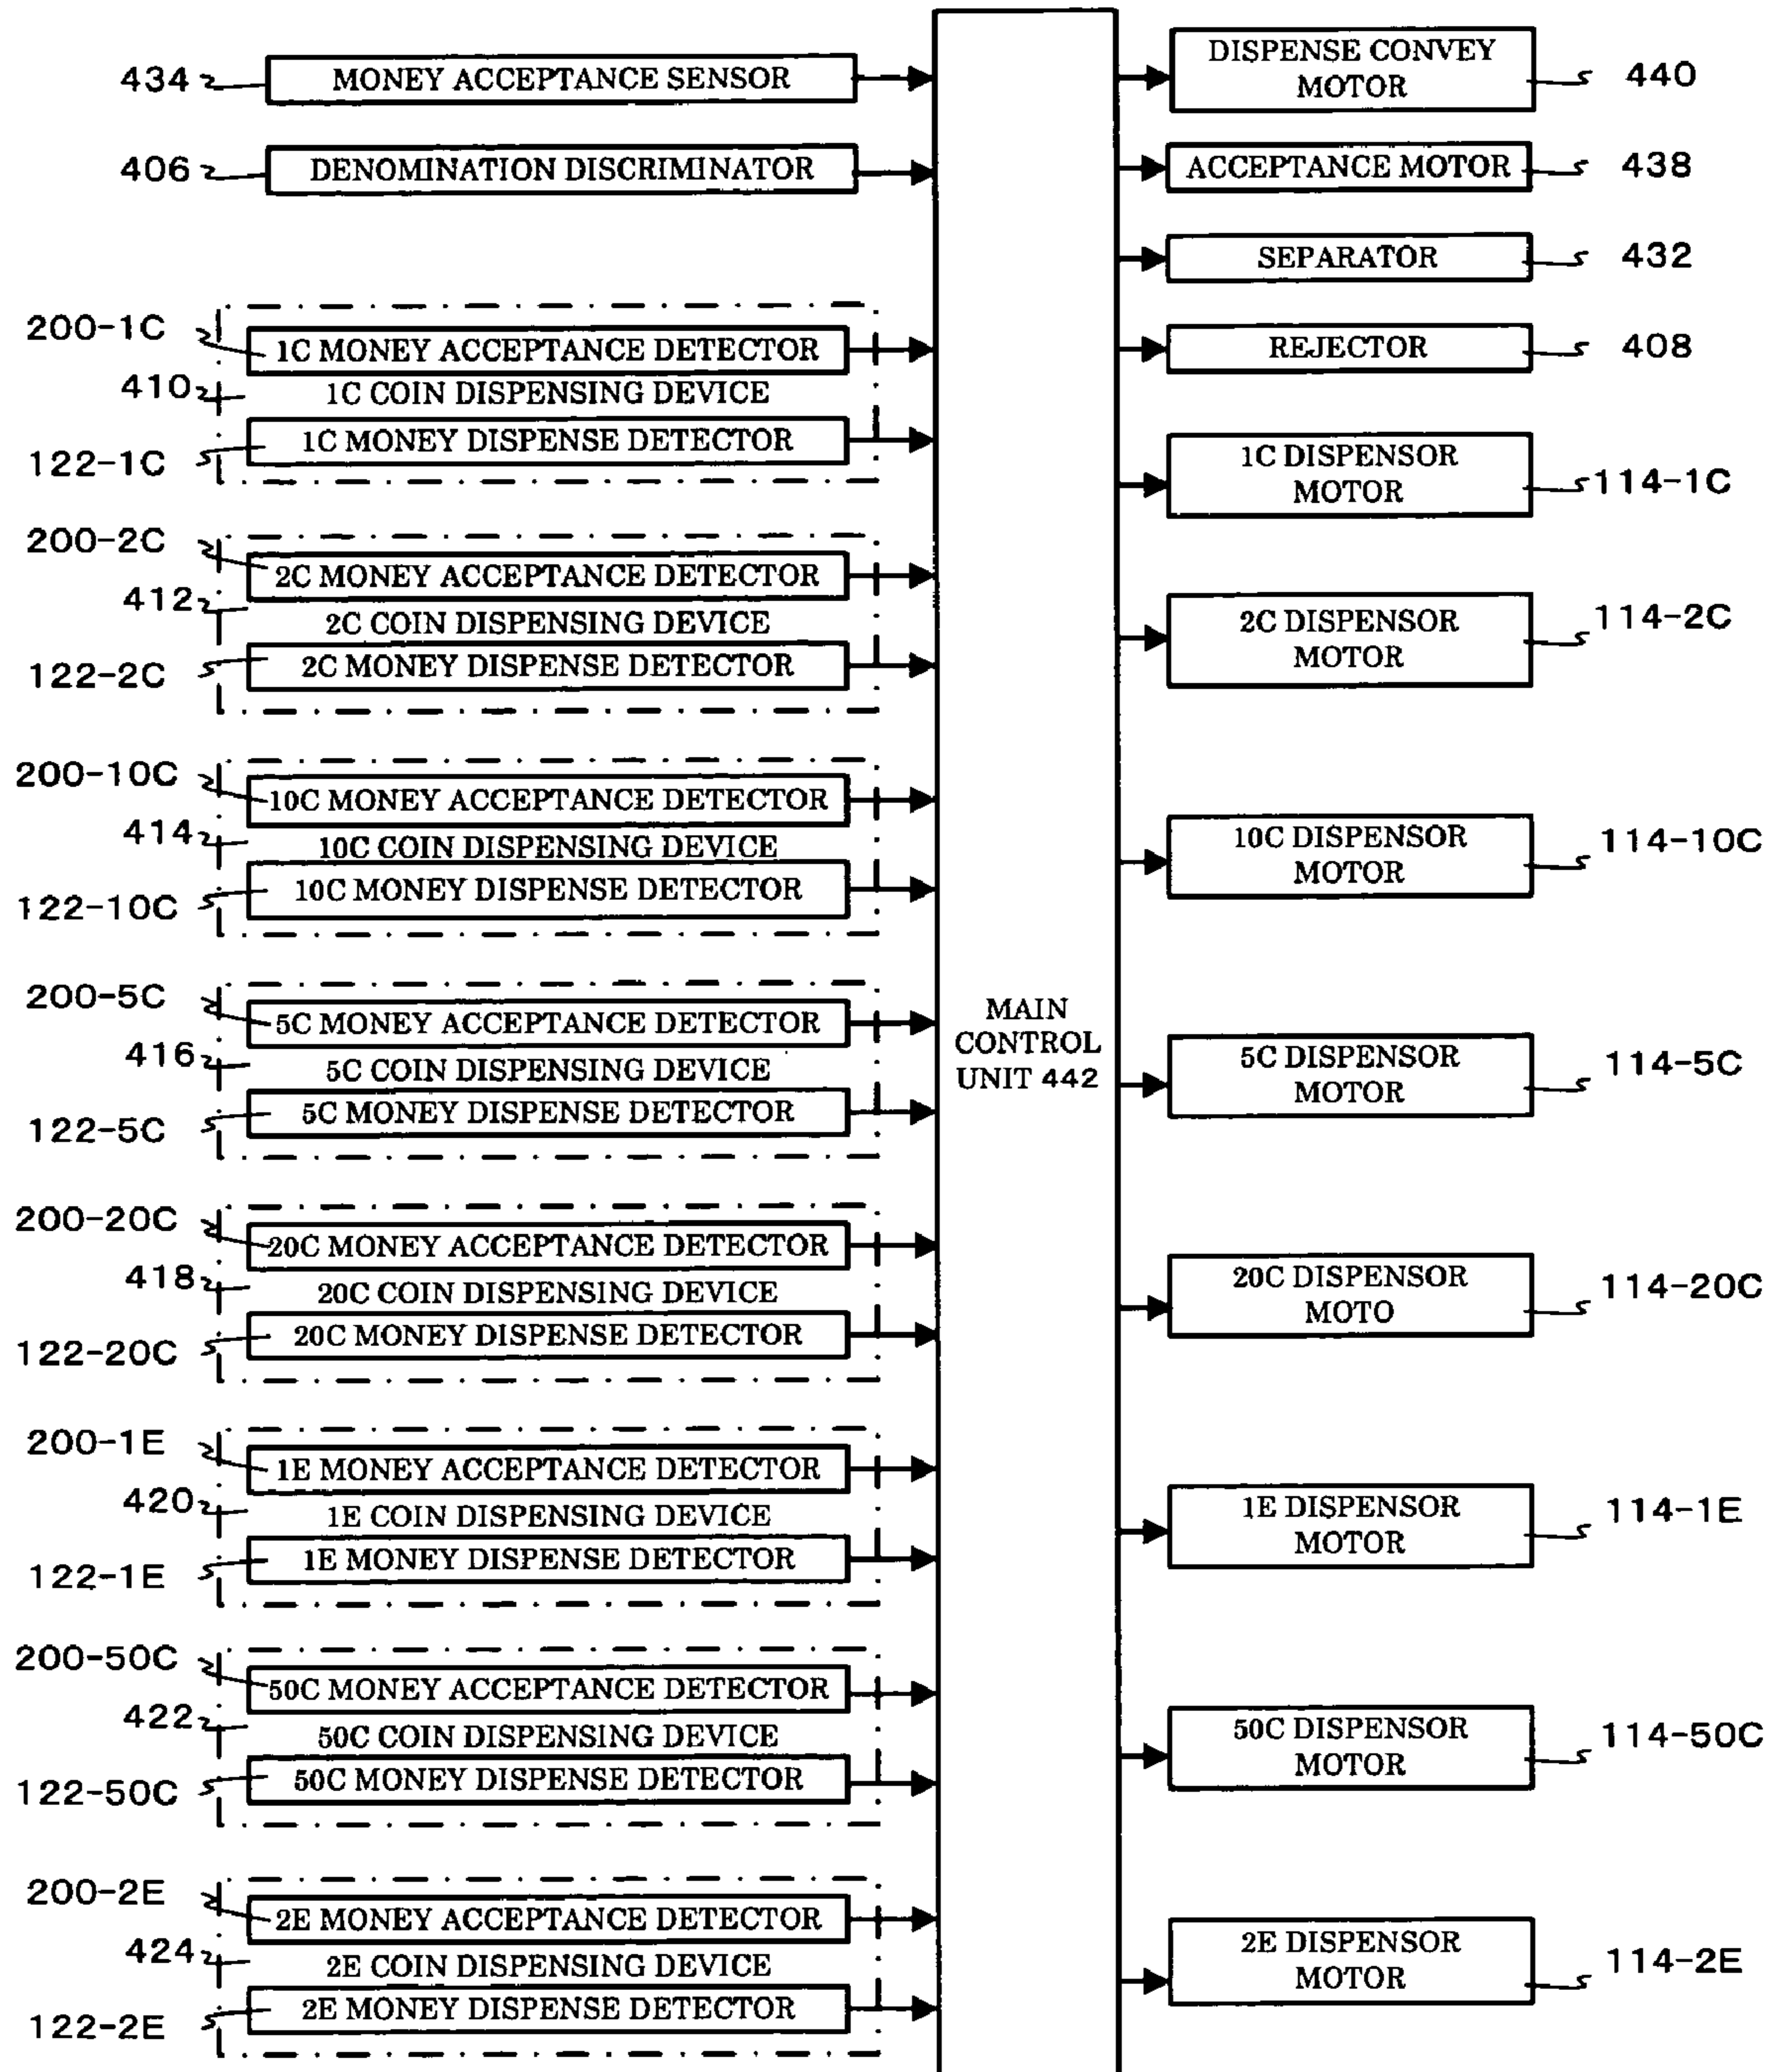 434
MONEY ACCEPTANCE SENSOR
406
DENOMINATION DISCRIMINATOR
200-1C
1C MONEY ACCEPTANCE DETECTOR
410
1C COIN DISPENSING DEVICE
122-1C
1C MONEY DISPENSE DETECTOR
200-2C
2C MONEY ACCEPTANCE DETECTOR
412
2C COIN DISPENSING DEVICE
122-2C
2C MONEY DISPENSE DETECTOR
200-10C
10C MONEY ACCEPTANCE DETECTOR
414
10C COIN DISPENSING DEVICE
122-10C
10C MONEY DISPENSE DETECTOR
200-5C
5C MONEY ACCEPTANCE DETECTOR
416
5C COIN DISPENSING DEVICE
122-5C
5C MONEY DISPENSE DETECTOR
200-20C
20C MONEY ACCEPTANCE DETECTOR
418
20C COIN DISPENSING DEVICE
122-20C
20C MONEY DISPENSE DETECTOR
200-1E
1E MONEY ACCEPTANCE DETECTOR
420
1E COIN DISPENSING DEVICE
122-1E
1E MONEY DISPENSE DETECTOR
200-50C
50C MONEY ACCEPTANCE DETECTOR
422
50C COIN DISPENSING DEVICE
122-50C
50C MONEY DISPENSE DETECTOR
200-2E
2E MONEY ACCEPTANCE DETECTOR
424
2E COIN DISPENSING DEVICE
122-2E
2E MONEY DISPENSE DETECTOR
MAIN
CONTROL
UNIT 442
DISPENSE CONVEY
MOTOR
440
ACCEPTANCE MOTOR
438
SEPARATOR
432
REJECTOR
408
1C DISPENSOR
MOTOR
114-1C
2C DISPENSOR
MOTOR
114-2C
10C DISPENSOR
MOTOR
114-10C
5C DISPENSOR
MOTOR
114-5C
20C DISPENSOR
MOTO
114-20C
1E DISPENSOR
MOTOR
114-1E
50C DISPENSOR
MOTOR
114-50C
2E DISPENSOR
MOTOR
114-2E